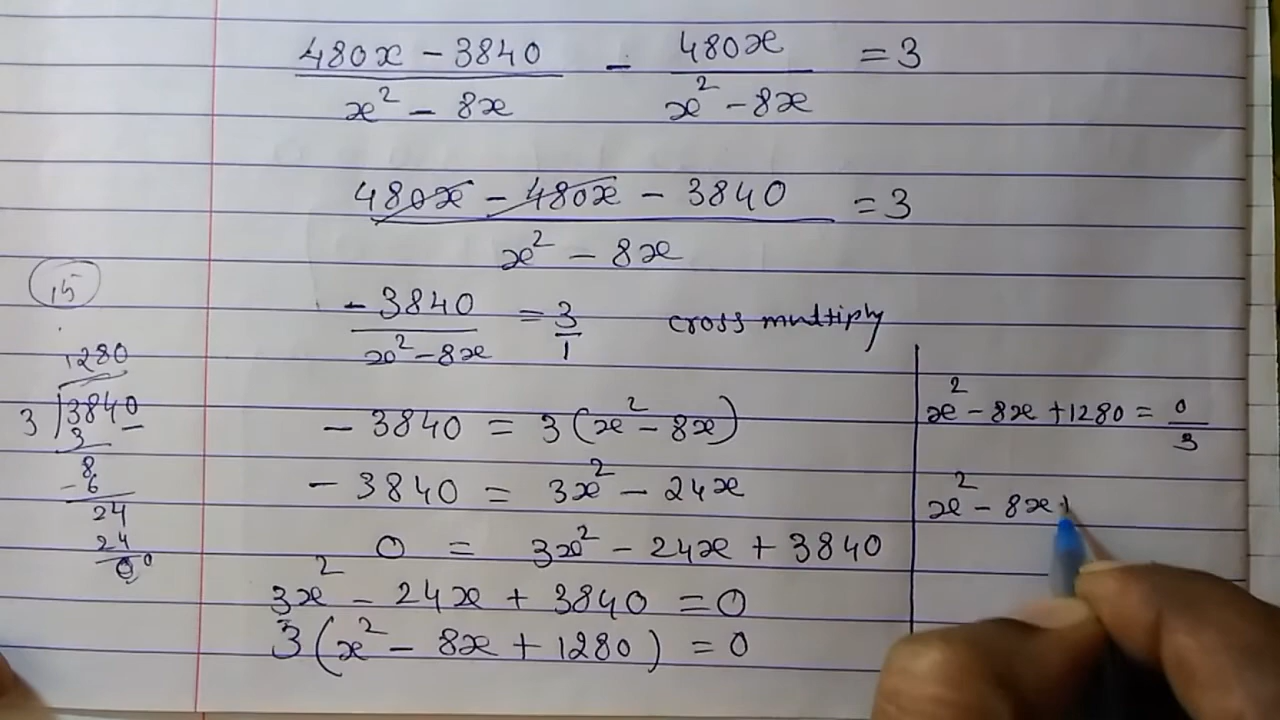 480x - 3840 - 480x = 3
x² - 8x x² - 8x
480x - 480x - 3840 = 3
x² - 8x
15
- 3840 = 3 cross multiply
x² - 8x 1
1280
3 3840
3
8
- 6
24
24
00
- 3840 = 3(x² - 8x)
- 3840 = 3x² - 24x
0 = 3x² - 24x + 3840
3x² - 24x + 3840 = 0
3(x² - 8x + 1280) = 0
x² - 8x + 1280 = 0
3
x² - 8x